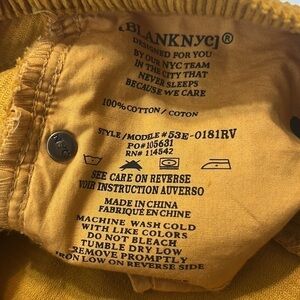 [BLANKNYC]®
DESIGNED FOR YOU
BY OUR NYC TEAM
IN THE CITY THAT
NEVER SLEEPS
BECAUSE WE CARE
100% COTTON / COTON
STYLE / MODELE # 53E-0181RV
PO# 105631
RN# 114542
SEE CARE ON REVERSE
VOIR INSTRUCTION AUVERSO
MADE IN CHINA
FABRIQUE EN CHINE
MACHINE WASH COLD
WITH LIKE COLORS
DO NOT BLEACH
TUMBLE DRY LOW
REMOVE PROMPTLY
IRON LOW ON REVERSE SIDE